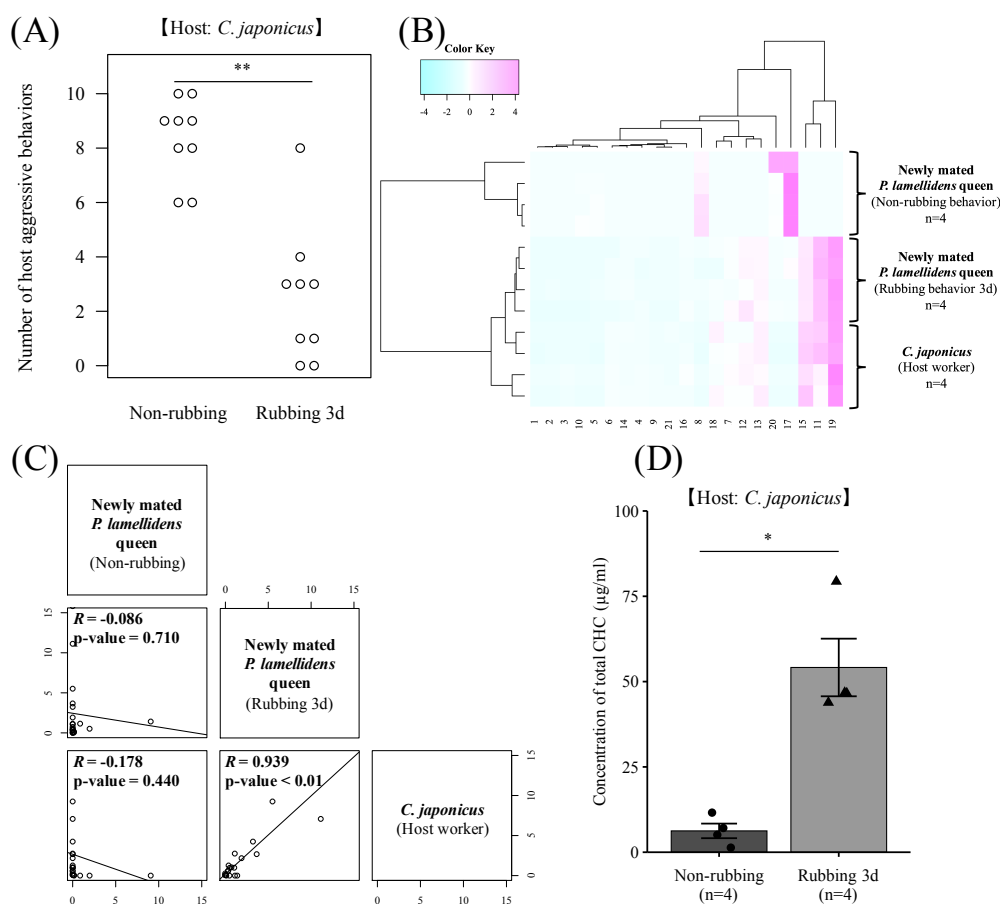 (A)
【Host: C. japonicus】
**
Number of host aggressive behaviors
10
8
6
4
2
0
Non-rubbing
Rubbing 3d
(B)
Color Key
-4
-2
0
2
4
Newly mated
P. lamellidens queen
(Non-rubbing behavior)
n=4
Newly mated
P. lamellidens queen
(Rubbing behavior 3d)
n=4
C. japonicus
(Host worker)
n=4
1 2 3 10 5 6 14 4 9 21 16 8 18 7 12 13 20 17 15 11 19
(C)
Newly mated
P. lamellidens
queen
(Non-rubbing)
0 5 10 15
15
10
5
0
R = -0.086
p-value = 0.710
Newly mated
P. lamellidens
queen
(Rubbing 3d)
R = -0.178
p-value = 0.440
R = 0.939
p-value < 0.01
C. japonicus
(Host worker)
15
10
5
0
0 5 10 15
0 5 10 15
(D)
【Host: C. japonicus】
*
Concentration of total CHC (μg/ml)
100
75
50
25
0
Non-rubbing
(n=4)
Rubbing 3d
(n=4)